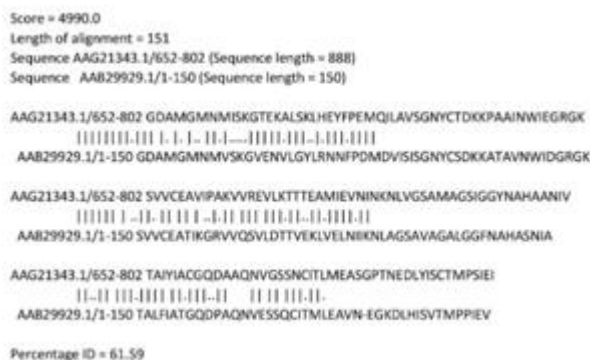 Score = 4990.0
Length of alignment = 151
Sequence AAG21343.1/652-802 (Sequence length = 888)
Sequence AAB29929.1/1-150 (Sequence length = 150)
AAG21343.1/652-802 GDAMGMNMISKGTEKALSKLHEYFPEMQILAVSGNYCTDKKPAAINWIEGRGK
||||||||.||| |. |. |.. ||.|.....|||||.|||..|.|||.||||
AAB29929.1/1-150 GDAMGMNMVSKGVENVLGYLRNNFPDMDVISISGNYCSDKKATAVNWIDGRGK
AAG21343.1/652-802 SVVCEAVIPAKVVREVLKTTTEAMIEVNINKNLVGSAMAGSIGGYNAHAANIV
|||||| | ..||. || ||| | ..|.|| ||| |||.||..||.||||.||
AAB29929.1/1-150 SVVCEATIKGRVVQSVLDTTVEKLVELNIIKNLAGSAVAGALGGFNAHASNIA
AAG21343.1/652-802 TAIYIACGQDAAQNVGSSNCITLMEASGPTNEDLYISCTMPSIEI
||..|| |||.|||| ||.|||..|| || || |||.||.
AAB29929.1/1-150 TALFIATGQDPAQNVESSQCITMLEAVN-EGKDLHISVTMPPIEV
Percentage ID = 61.59